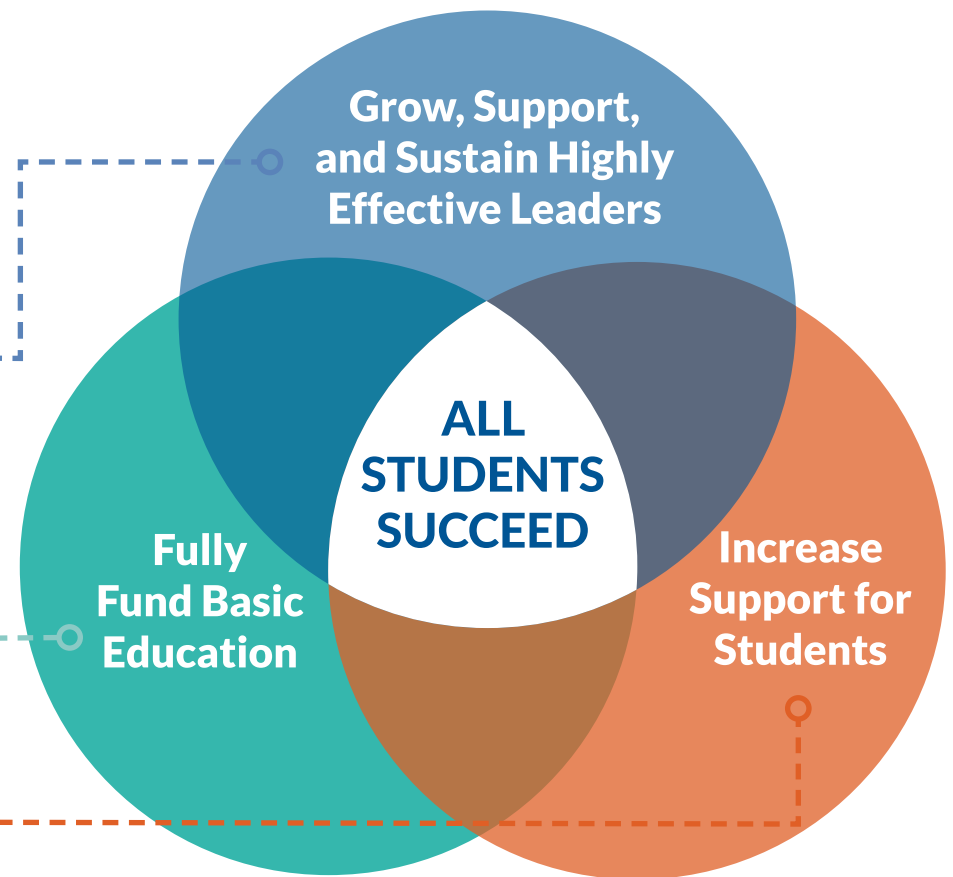 Grow, Support,
and Sustain Highly
Effective Leaders
ALL
STUDENTS
SUCCEED
Fully
Fund Basic
Education
Increase
Support for
Students